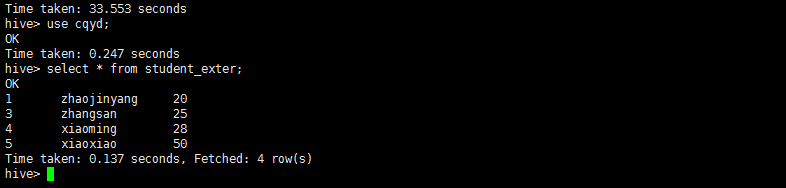 Time taken: 33.553 seconds
hive> use cqyd;
OK
Time taken: 0.247 seconds
hive> select * from student_exter;
OK
1       zhaojinyang     20
3       zhangsan        25
4       xiaoming        28
5       xiaoxiao        50
Time taken: 0.137 seconds, Fetched: 4 row(s)
hive>